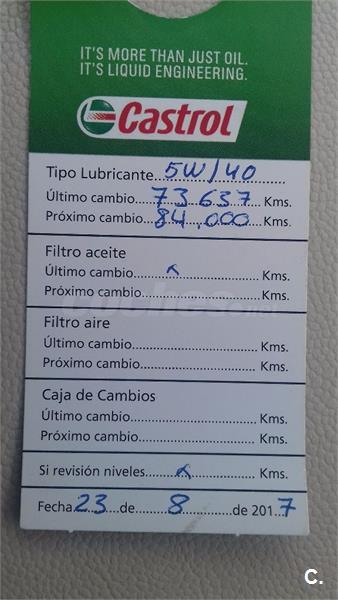 IT'S MORE THAN JUST OIL.
IT'S LIQUID ENGINEERING.
Castrol
Tipo Lubricante 5W/40
Último cambio 73.637 Kms.
Próximo cambio 84.000 Kms.
Filtro aceite
Último cambio x Kms.
Próximo cambio Kms.
Filtro aire
Último cambio Kms.
Próximo cambio Kms.
Caja de Cambios
Último cambio Kms.
Próximo cambio Kms.
Si revisión niveles x Kms.
Fecha 23 de 8 de 2017
C.